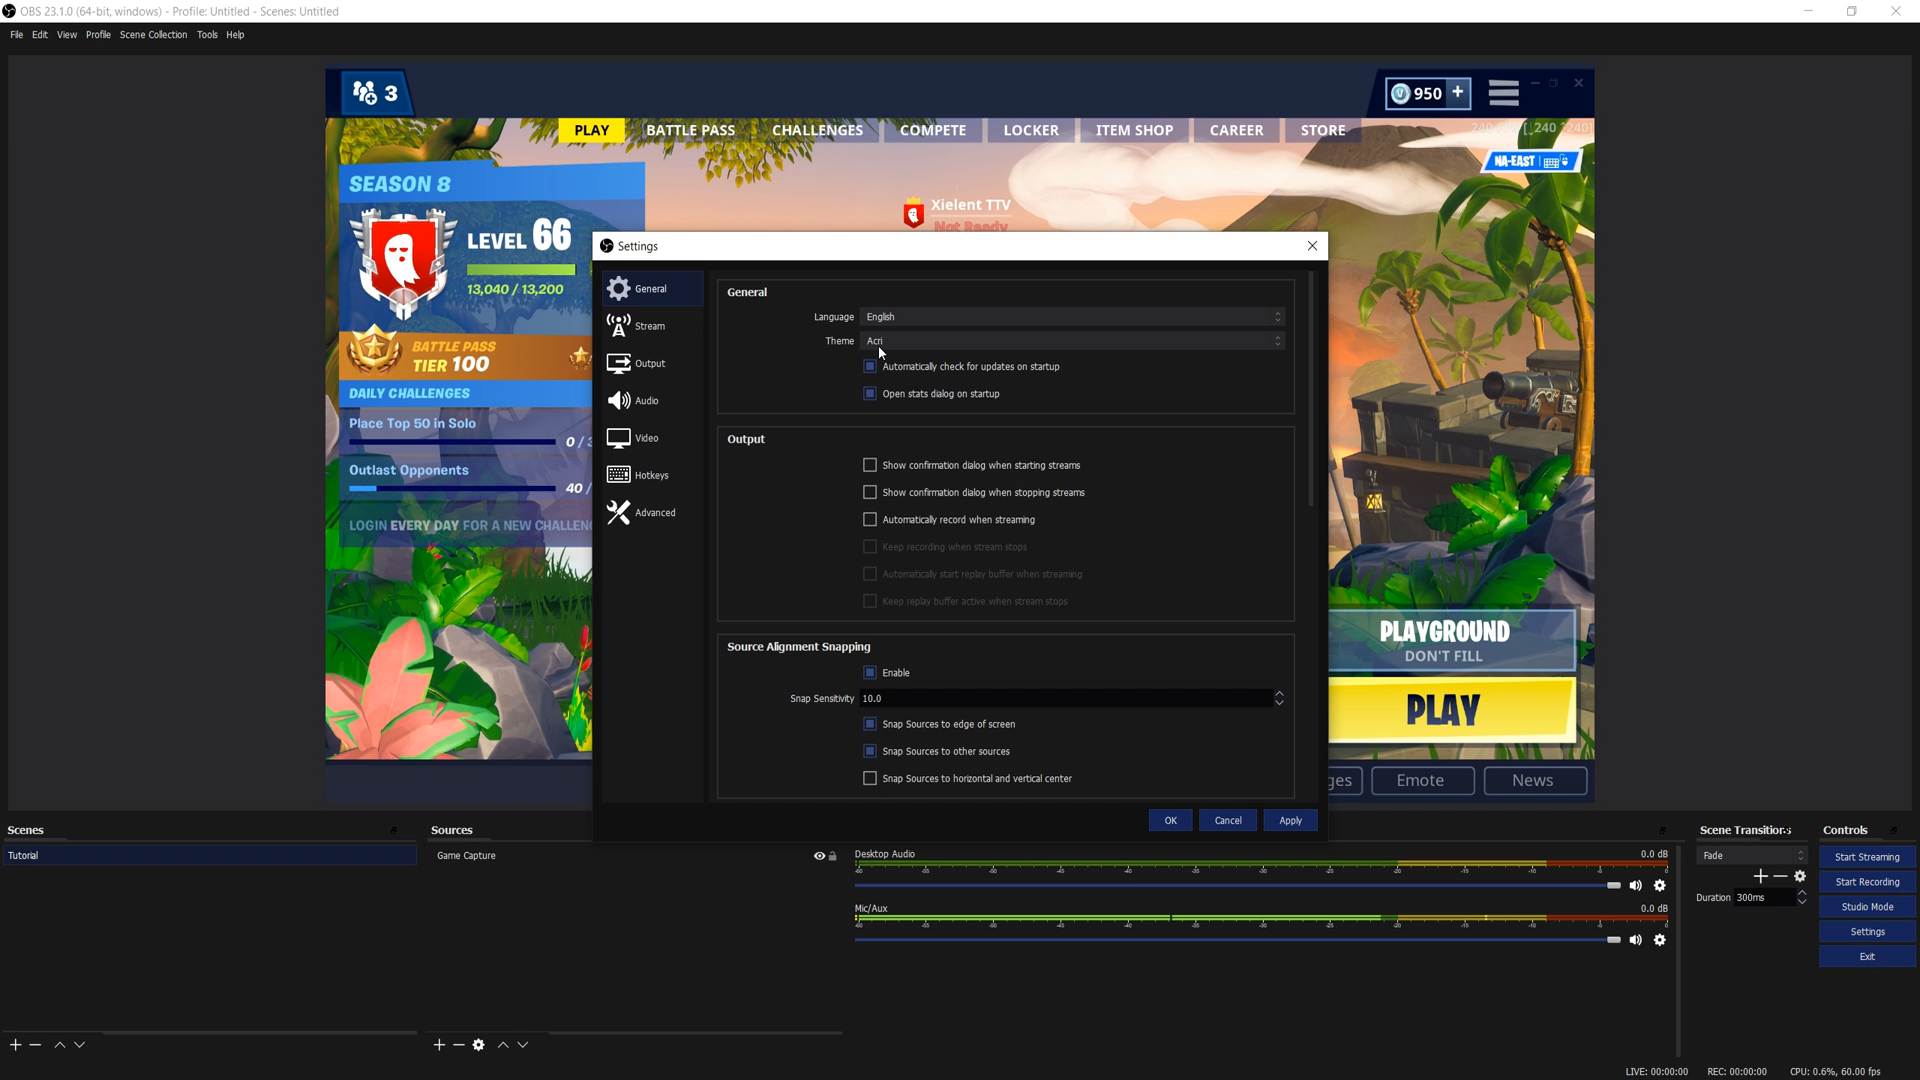 OBS 23.1.0 (64-bit, windows) - Profile: Untitled - Scenes: Untitled
File Edit View Profile Scene Collection Tools Help
3
950 +
PLAY BATTLE PASS CHALLENGES COMPETE LOCKER ITEM SHOP CAREER STORE
NA-EAST
SEASON 8
LEVEL 66
13,040 / 13,200
BATTLE PASS
TIER 100
DAILY CHALLENGES
Place Top 50 in Solo
0 /
Outlast Opponents
40 /
LOGIN EVERY DAY FOR A NEW
Xielent TTV
Not Ready
Settings
General
Stream
Output
Audio
Video
Hotkeys
Advanced
General
Language English
Theme Acri
Automatically check for updates on startup
Open stats dialog on startup
Output
Show confirmation dialog when starting streams
Show confirmation dialog when stopping streams
Automatically record when streaming
Keep recording when stream stops
Automatically start replay buffer when streaming
Keep replay buffer active when stream stops
Source Alignment Snapping
Enable
Snap Sensitivity 10.0
Snap Sources to edge of screen
Snap Sources to other sources
Snap Sources to horizontal and vertical center
OK Cancel Apply
PLAYGROUND
DON'T FILL
PLAY
Emote News
Scenes
Tutorial
Sources
Game Capture
Desktop Audio 0.0 dB
Mic/Aux 0.0 dB
Scene Transitions
Fade
Duration 300ms
Controls
Start Streaming
Start Recording
Studio Mode
Settings
Exit
LIVE: 00:00:00 REC: 00:00:00 CPU: 0.6%, 60.00 fps